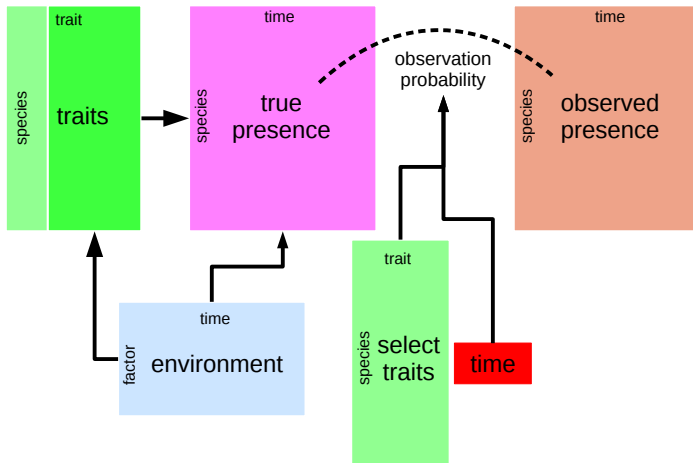 trait
species
traits
time
species
true
presence
observation
probability
time
species
observed
presence
time
factor
environment
trait
species
select
traits
time